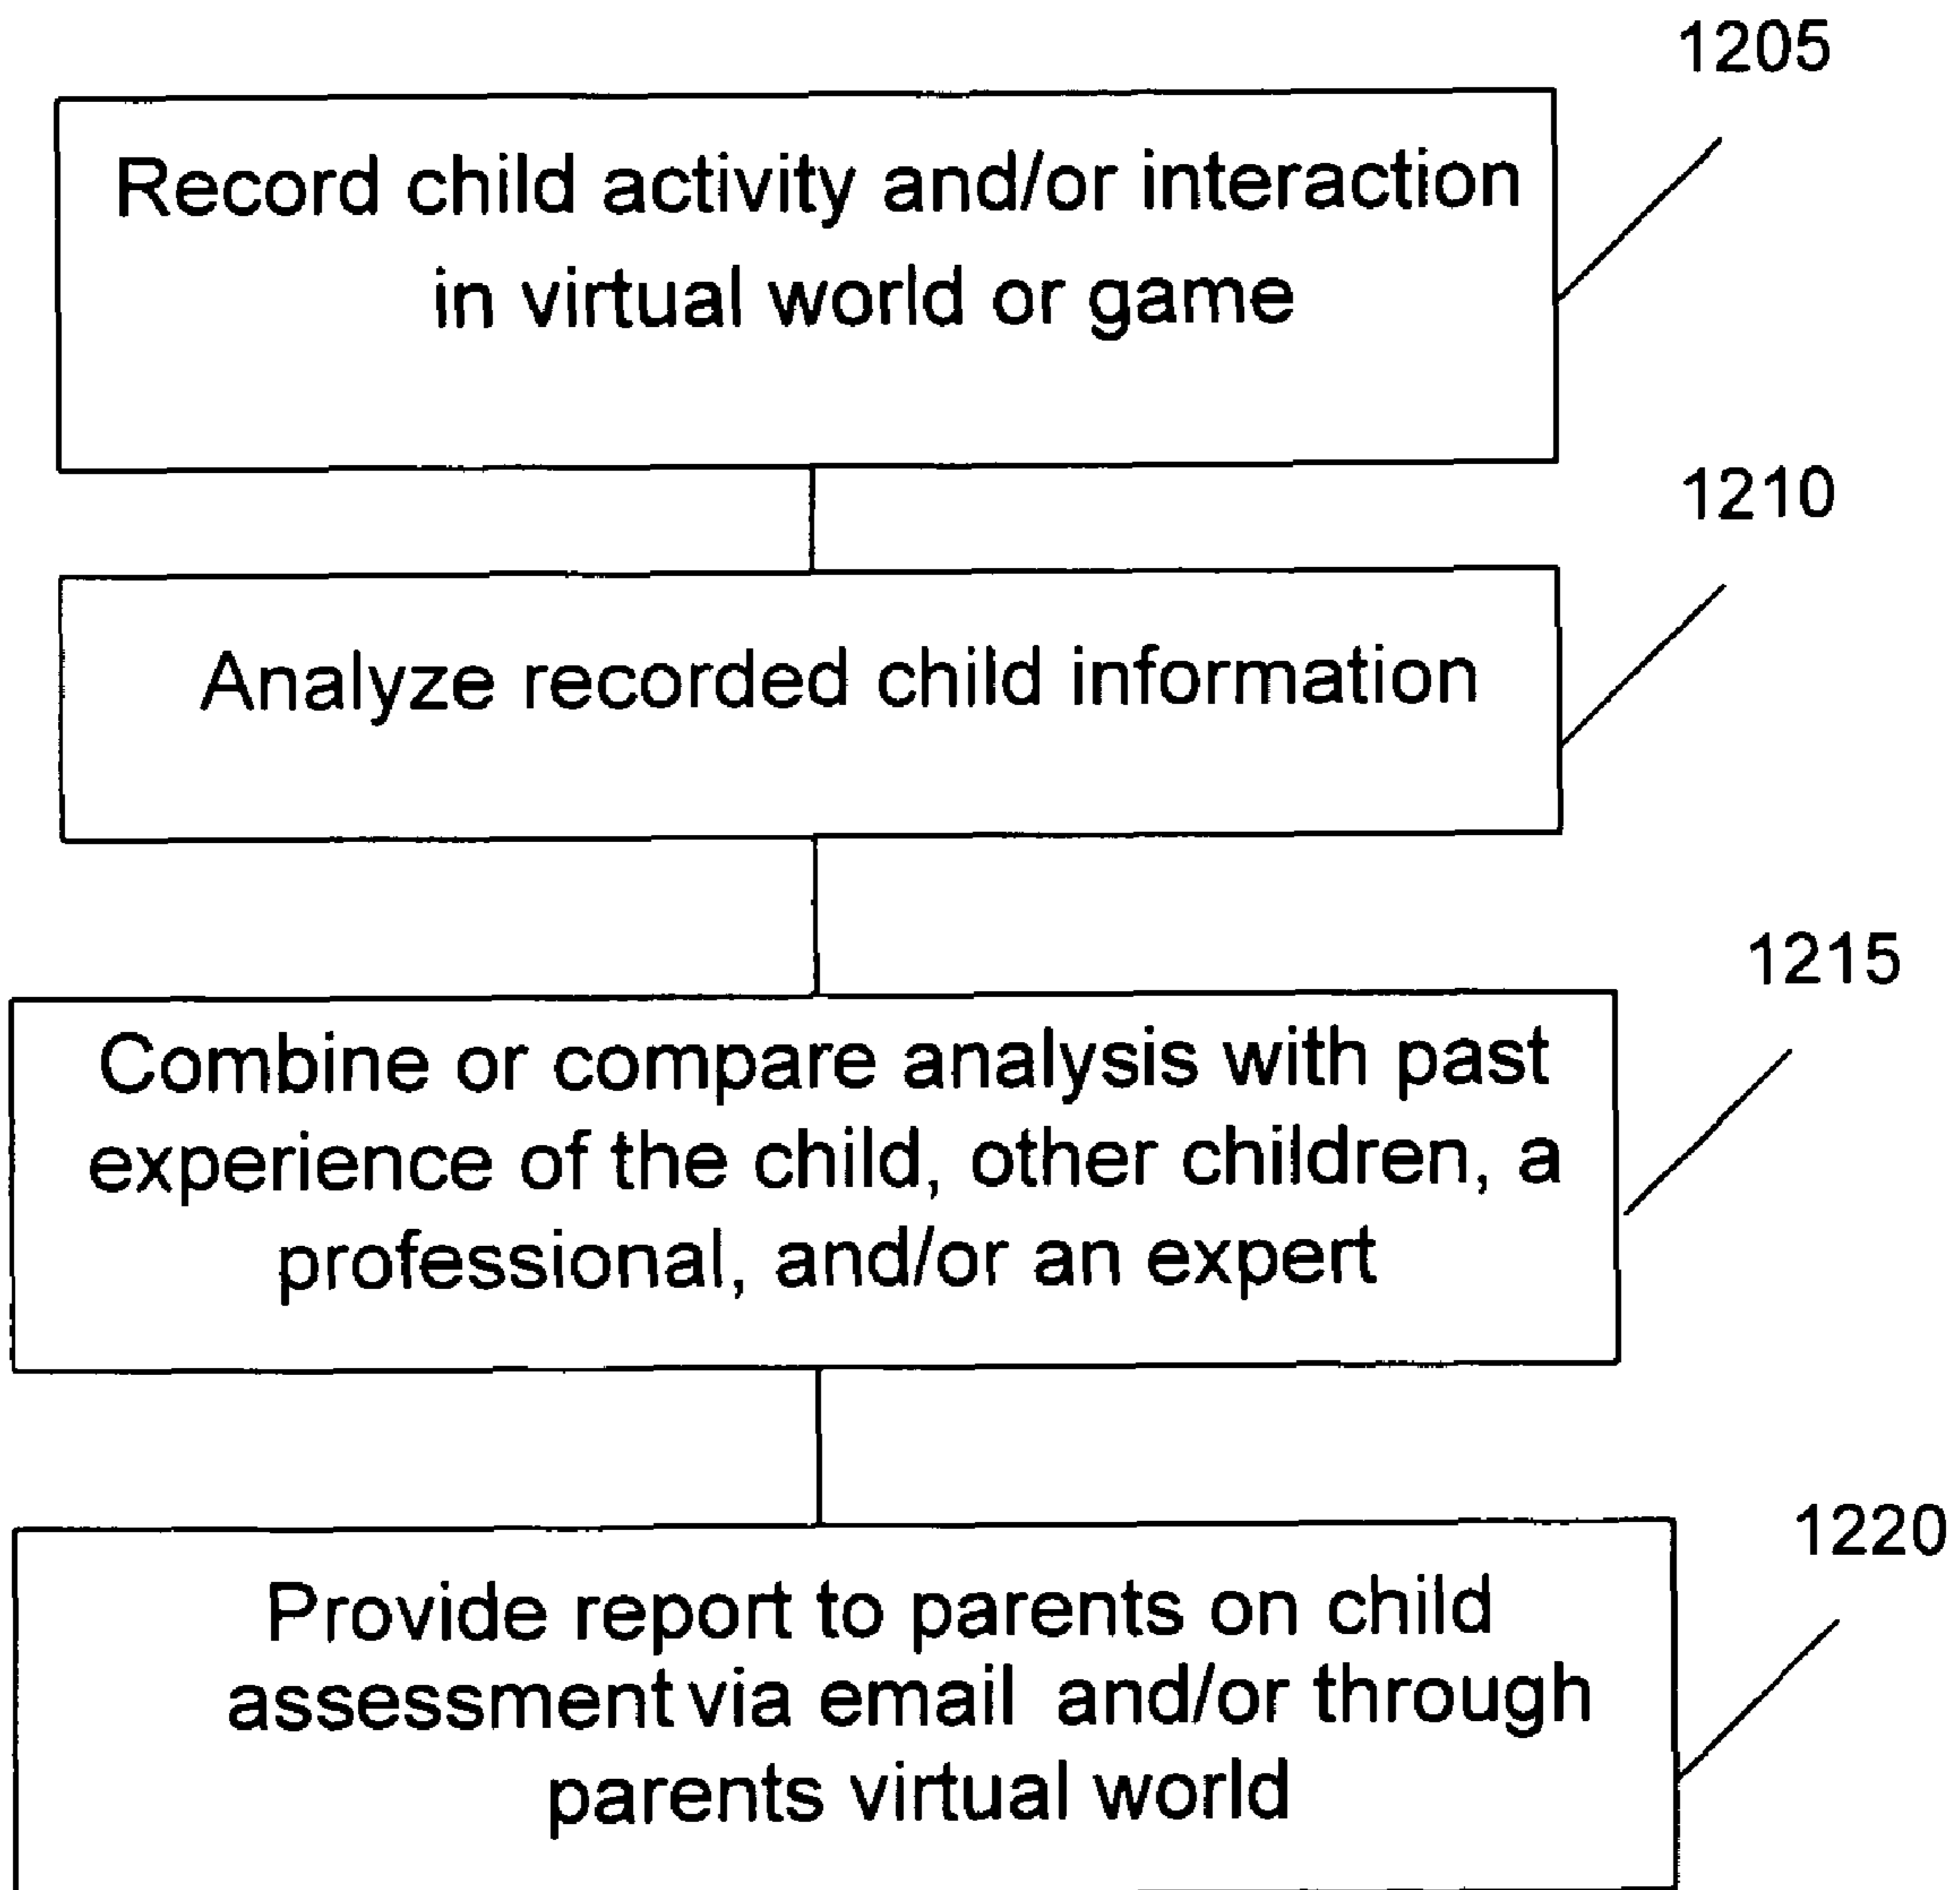 1205
Record child activity and/or interaction
in virtual world or game
1210
Analyze recorded child information
1215
Combine or compare analysis with past
experience of the child, other children, a
professional, and/or an expert
1220
Provide report to parents on child
assessment via email and/or through
parents virtual world